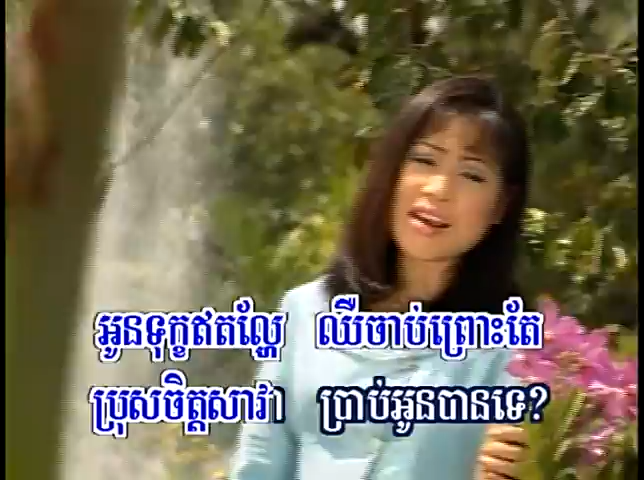 អូនទុក្ខឥតល្ហែ ឈឺចាប់ព្រោះតែ
ប្រុសចិត្តសាវា ប្រាប់អូនបានទេ?